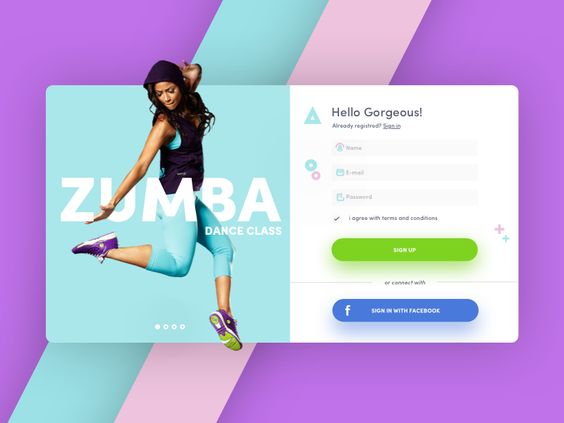 ZUMBA
DANCE CLASS
Hello Gorgeous!
Already registred? Sign in
Name
E-mail
Password
i agree with terms and conditions
SIGN UP
or connect with
f SIGN IN WITH FACEBOOK